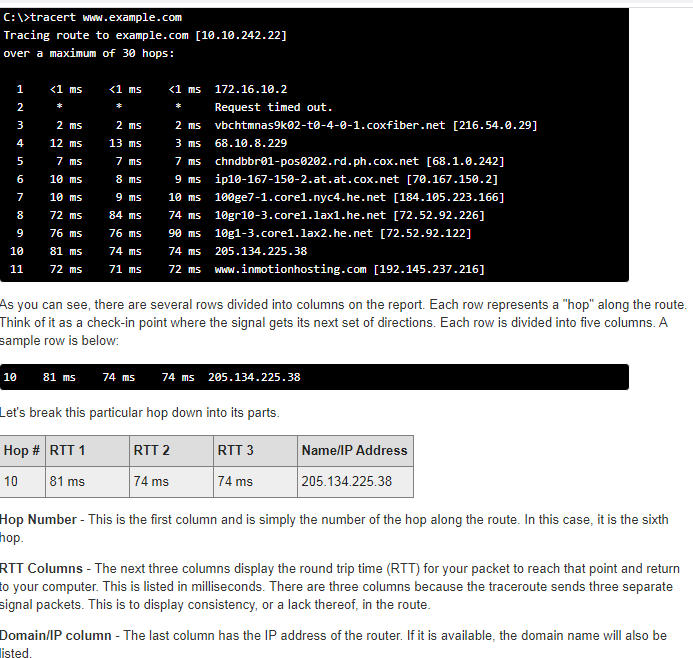 C:\>tracert www.example.com
Tracing route to example.com [10.10.242.22]
over a maximum of 30 hops:
1 <1 ms <1 ms <1 ms 172.16.10.2
2 * * * Request timed out.
3 2 ms 2 ms 2 ms vbchtmnas9k02-t0-4-0-1.coxfiber.net [216.54.0.29]
4 12 ms 13 ms 3 ms 68.10.8.229
5 7 ms 7 ms 7 ms chndbbr01-pos0202.rd.ph.cox.net [68.1.0.242]
6 10 ms 8 ms 9 ms ip10-167-150-2.at.at.cox.net [70.167.150.2]
7 10 ms 9 ms 10 ms 100ge7-1.core1.nyc4.he.net [184.105.223.166]
8 72 ms 84 ms 74 ms 10gr10-3.core1.lax1.he.net [72.52.92.226]
9 76 ms 76 ms 90 ms 10g1-3.core1.lax2.he.net [72.52.92.122]
10 81 ms 74 ms 74 ms 205.134.225.38
11 72 ms 71 ms 72 ms www.inmotionhosting.com [192.145.237.216]
As you can see, there are several rows divided into columns on the report. Each row represents a "hop" along the route.
Think of it as a check-in point where the signal gets its next set of directions. Each row is divided into five columns. A
sample row is below:
10 81 ms 74 ms 74 ms 205.134.225.38
Let's break this particular hop down into its parts.
Hop # RTT 1 RTT 2 RTT 3 Name/IP Address
10 81 ms 74 ms 74 ms 205.134.225.38
Hop Number - This is the first column and is simply the number of the hop along the route. In this case, it is the sixth
hop.
RTT Columns - The next three columns display the round trip time (RTT) for your packet to reach that point and return
to your computer. This is listed in milliseconds. There are three columns because the traceroute sends three separate
signal packets. This is to display consistency, or a lack thereof, in the route.
Domain/IP column - The last column has the IP address of the router. If it is available, the domain name will also be
listed.